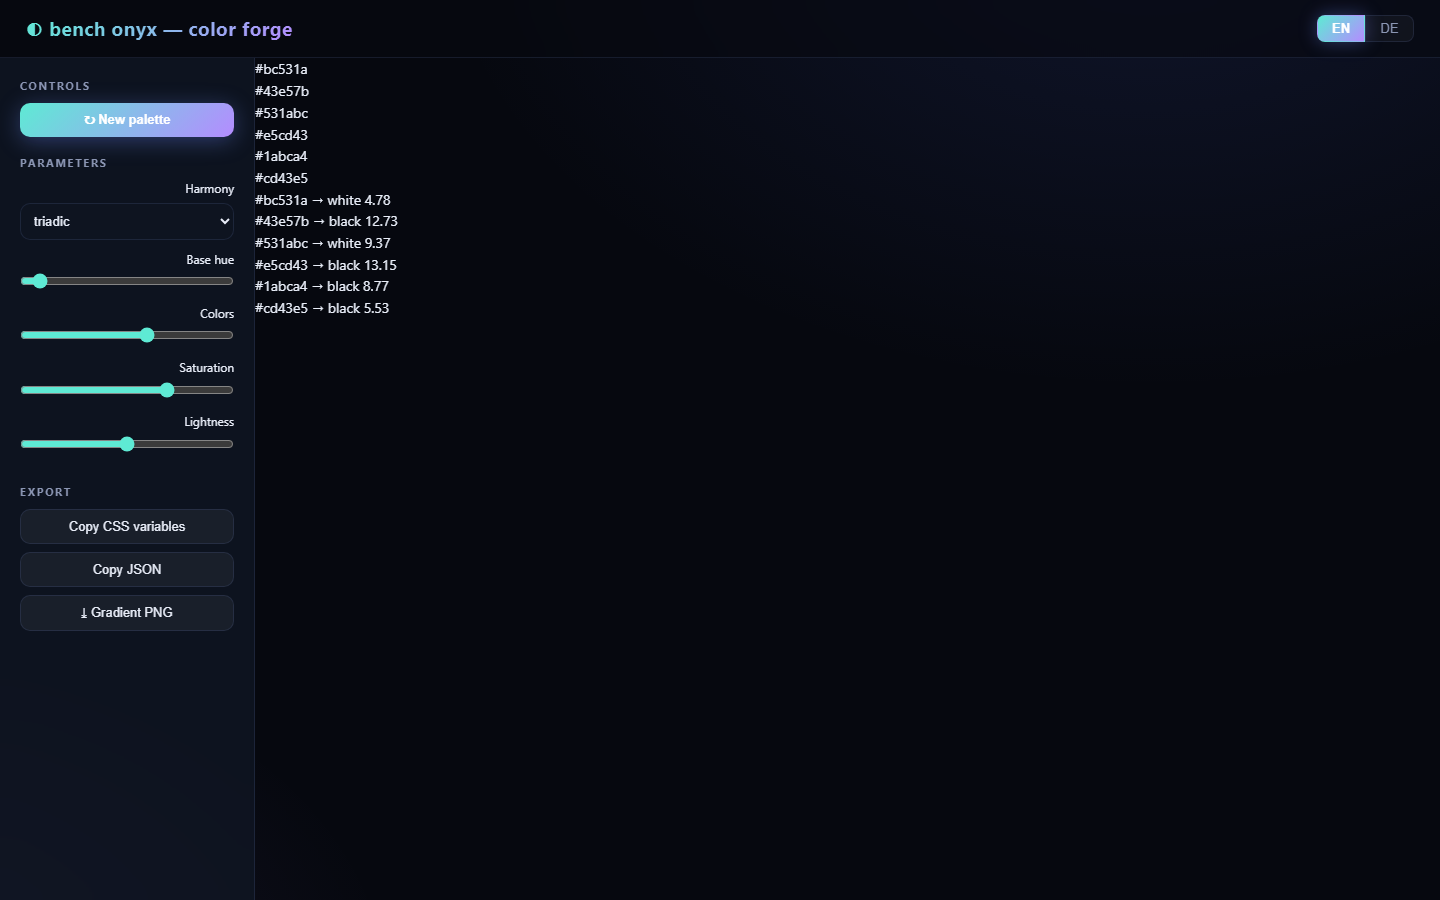 bench onyx — color forge
EN
DE
CONTROLS
↻ New palette
PARAMETERS
Harmony
triadic
Base hue
Colors
Saturation
Lightness
EXPORT
Copy CSS variables
Copy JSON
⤓ Gradient PNG
#bc531a
#43e57b
#531abc
#e5cd43
#1abca4
#cd43e5
#bc531a → white 4.78
#43e57b → black 12.73
#531abc → white 9.37
#e5cd43 → black 13.15
#1abca4 → black 8.77
#cd43e5 → black 5.53